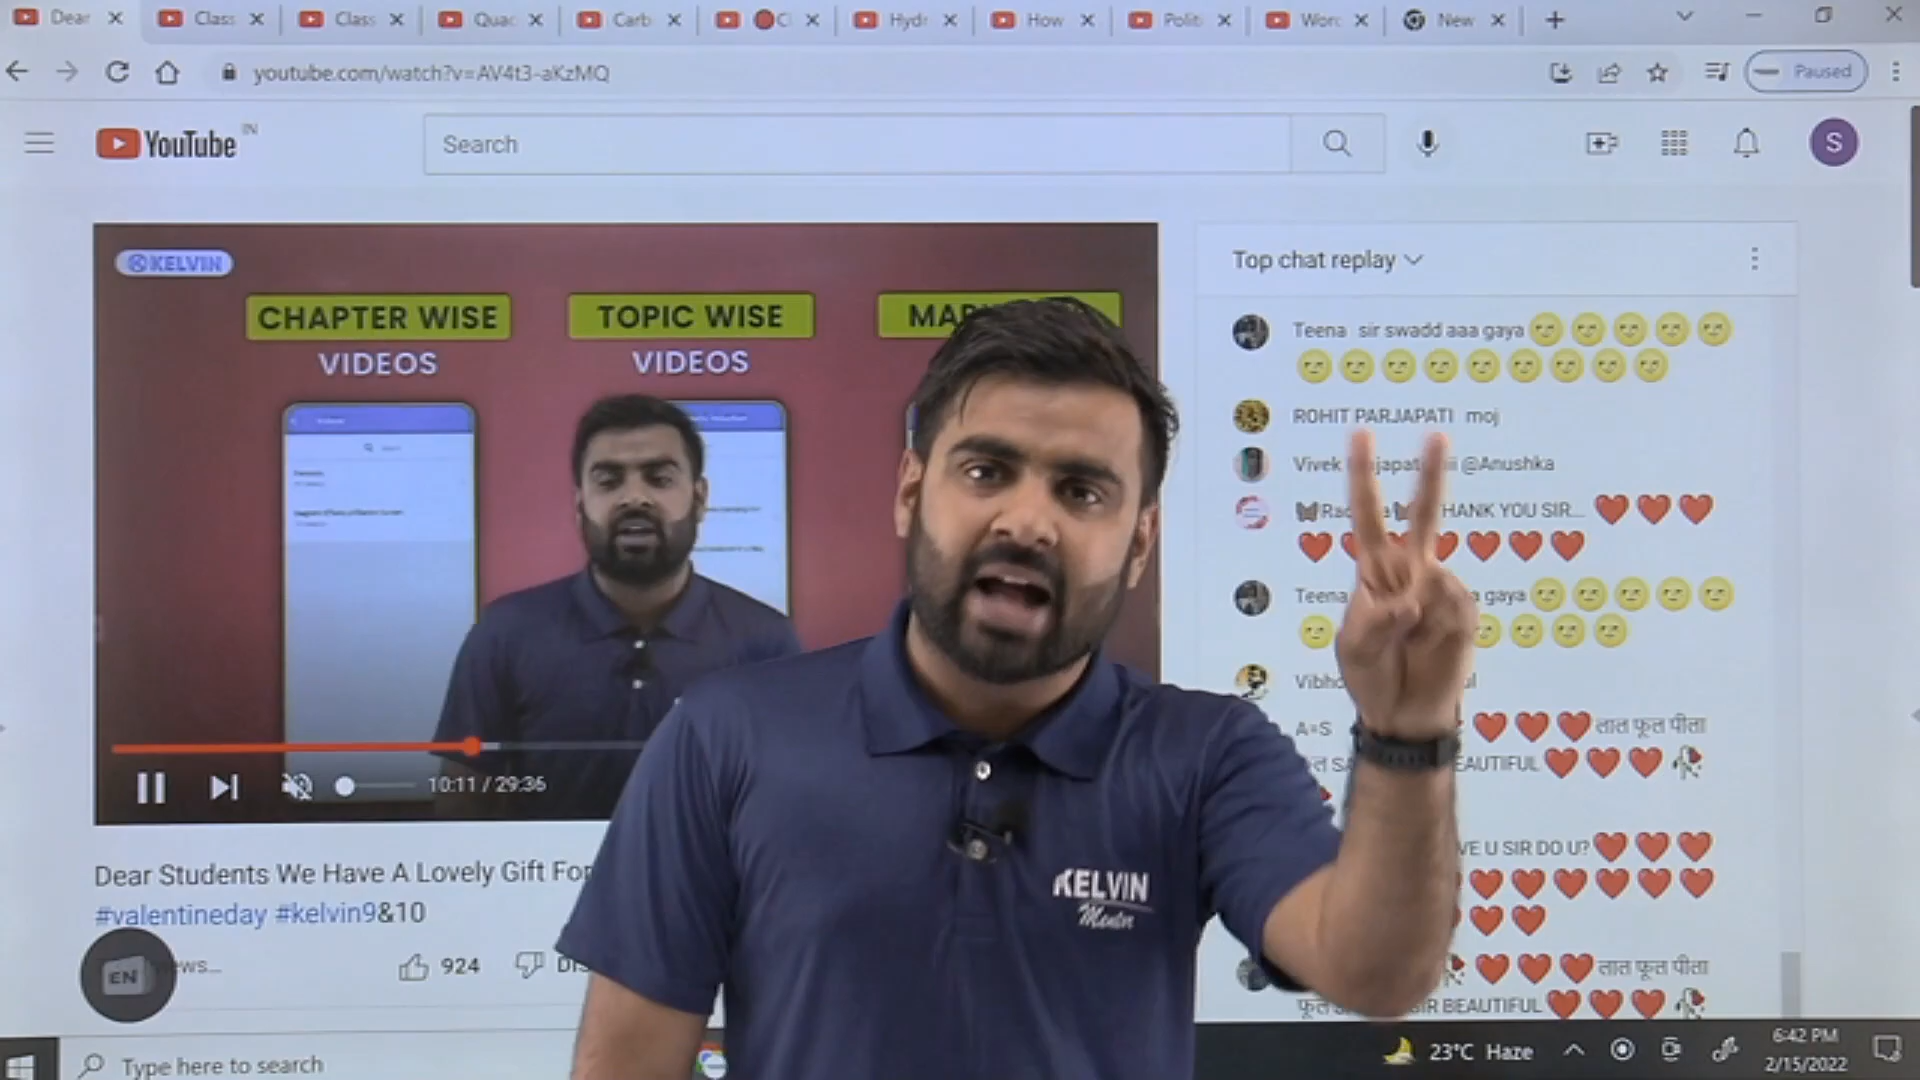 Dear
Class
Class
Quac
Carb
Hydr
How
Polit
Word
New
youtube.com/watch?v=AV4t3-aKzMQ
Paused
YouTube IN
Search
S
KELVIN
CHAPTER WISE
VIDEOS
TOPIC WISE
VIDEOS
10:11 / 29:36
Dear Students We Have A Lovely Gift For
#valentineday #kelvin9&10
EN
924
KELVIN
Mentor
Top chat replay
Teena sir swadd aaa gaya
ROHIT PARJAPATI moj
Vivek @Anushka
HANK YOU SIR...
Teena gaya
A=S लाल फूल पीला
EAUTIFUL
VE U SIR DO U?
लाल फूल पीला
फूल SIR BEAUTIFUL
Type here to search
23°C Haze
6:42 PM
2/15/2022